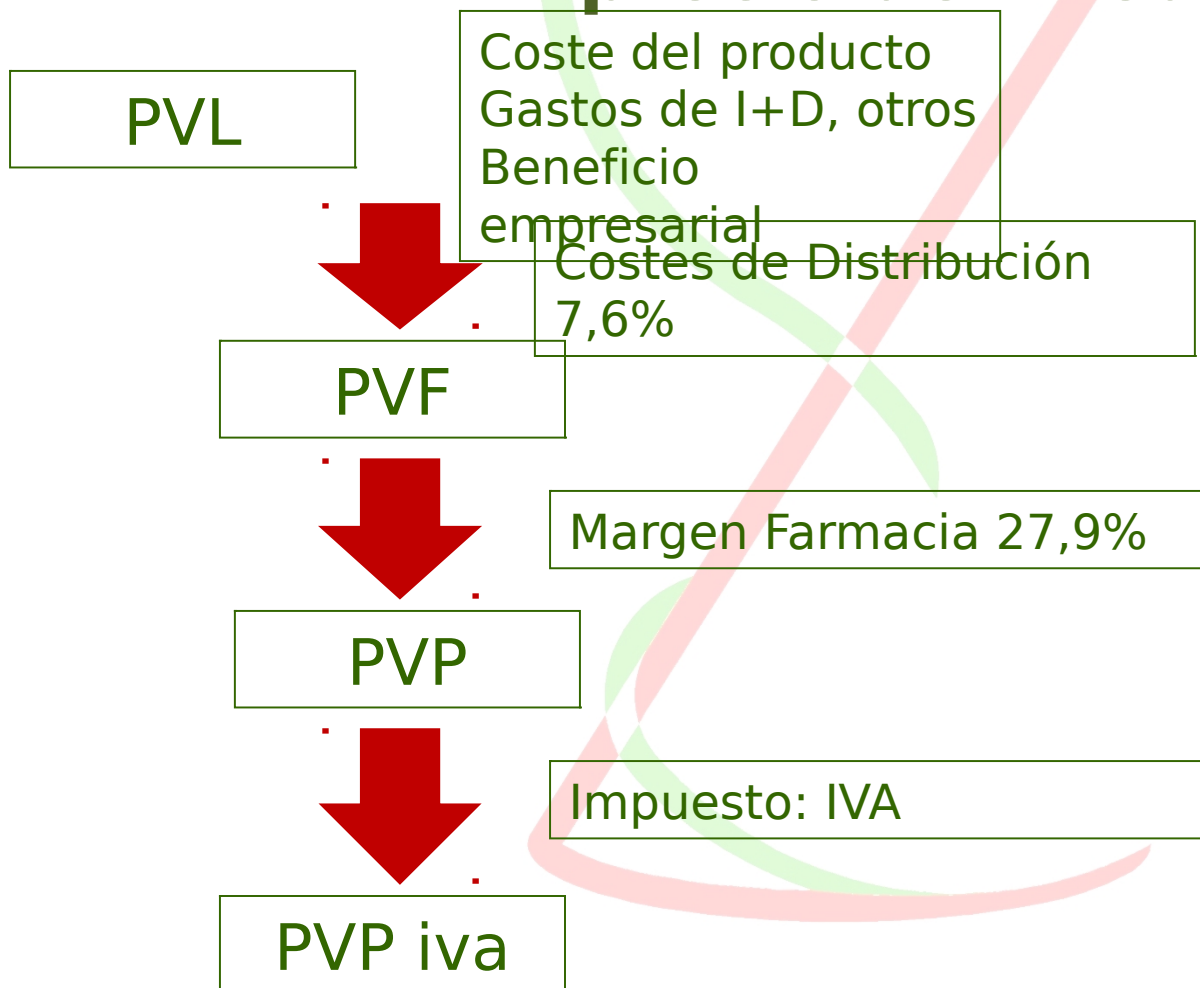 PVL
Coste del producto
Gastos de I+D, otros
Beneficio
empresarial
Costes de Distribución
7,6%
PVF
Margen Farmacia 27,9%
PVP
Impuesto: IVA
PVP iva